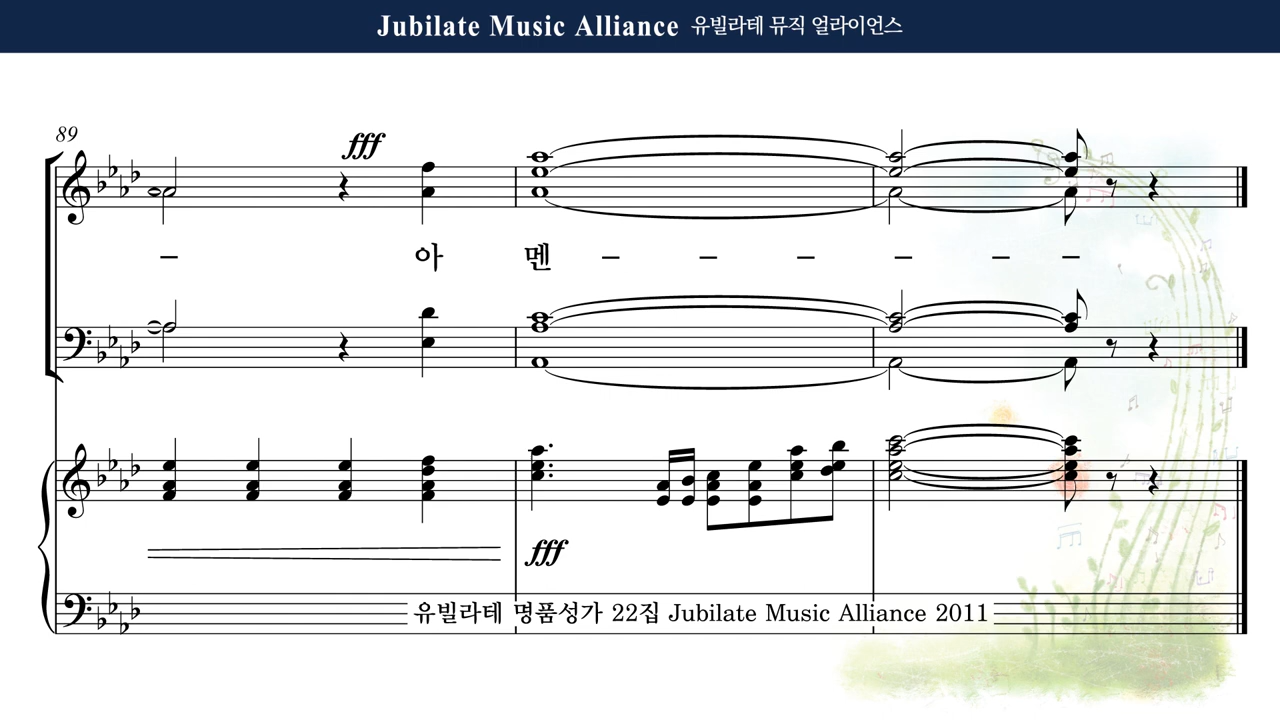 Jubilate Music Alliance 유빌라테 뮤직 얼라이언스
89
fff
– 아 멘 – – – – – –
fff
유빌라테 명품성가 22집 Jubilate Music Alliance 2011